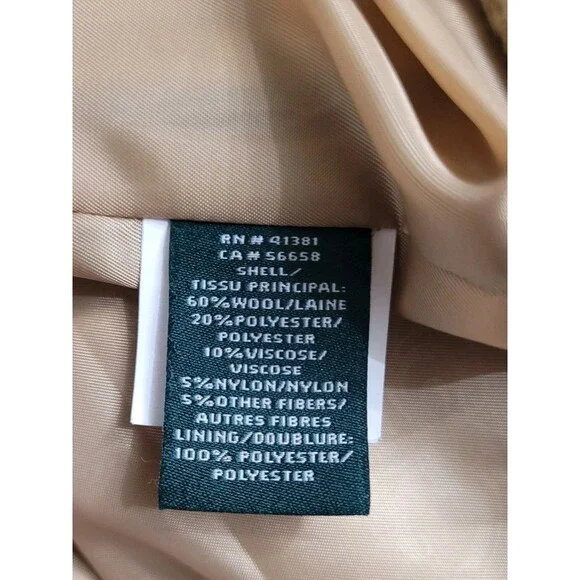 RN # 41381
CA # 56658
SHELL/
TISSU PRINCIPAL:
60%WOOL/LAINE
20%POLYESTER/
POLYESTER
10%VISCOSE/
VISCOSE
5%NYLON/NYLON
5%OTHER FIBERS/
AUTRES FIBRES
LINING/DOUBLURE:
100% POLYESTER/
POLYESTER